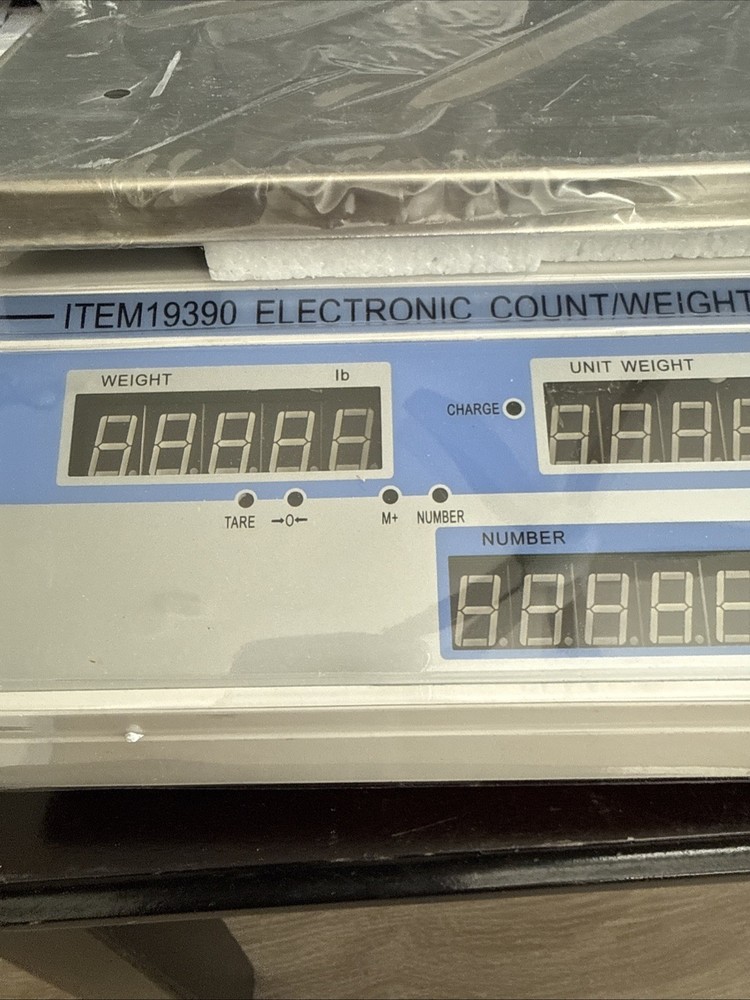 ITEM19390 ELECTRONIC COUNT/WEIGHT
WEIGHT lb
UNIT WEIGHT
CHARGE
TARE →0← M+ NUMBER
NUMBER